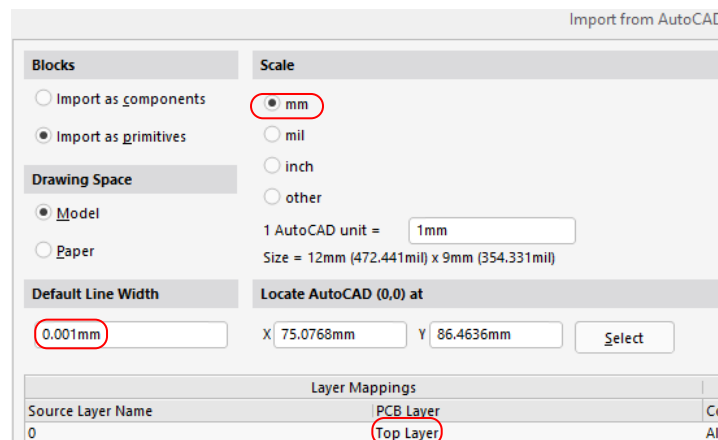 Import from AutoCAD
Blocks
Import as components
Import as primitives
Drawing Space
Model
Paper
Default Line Width
0.001mm
Scale
mm
mil
inch
other
1 AutoCAD unit = 1mm
Size = 12mm (472.441mil) x 9mm (354.331mil)
Locate AutoCAD (0,0) at
X 75.0768mm Y 86.4636mm Select
Layer Mappings
Source Layer Name PCB Layer
0 Top Layer